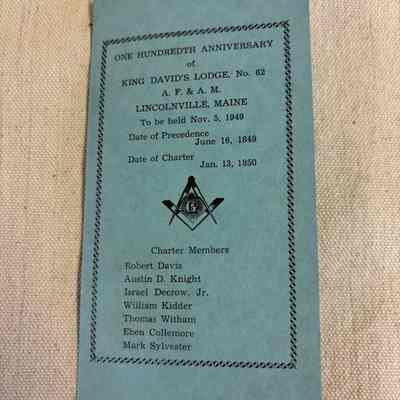 ONE HUNDREDTH ANNIVERSARY
of
KING DAVID'S LODGE, No. 62
A. F. & A. M.
LINCOLNVILLE, MAINE
To be held Nov. 5, 1949
Date of Precedence
June 16, 1849
Date of Charter
Jan. 13, 1850
G
Charter Members
Robert Davis
Austin D. Knight
Israel Decrow, Jr.
William Kidder
Thomas Witham
Eben Collemore
Mark Sylvester